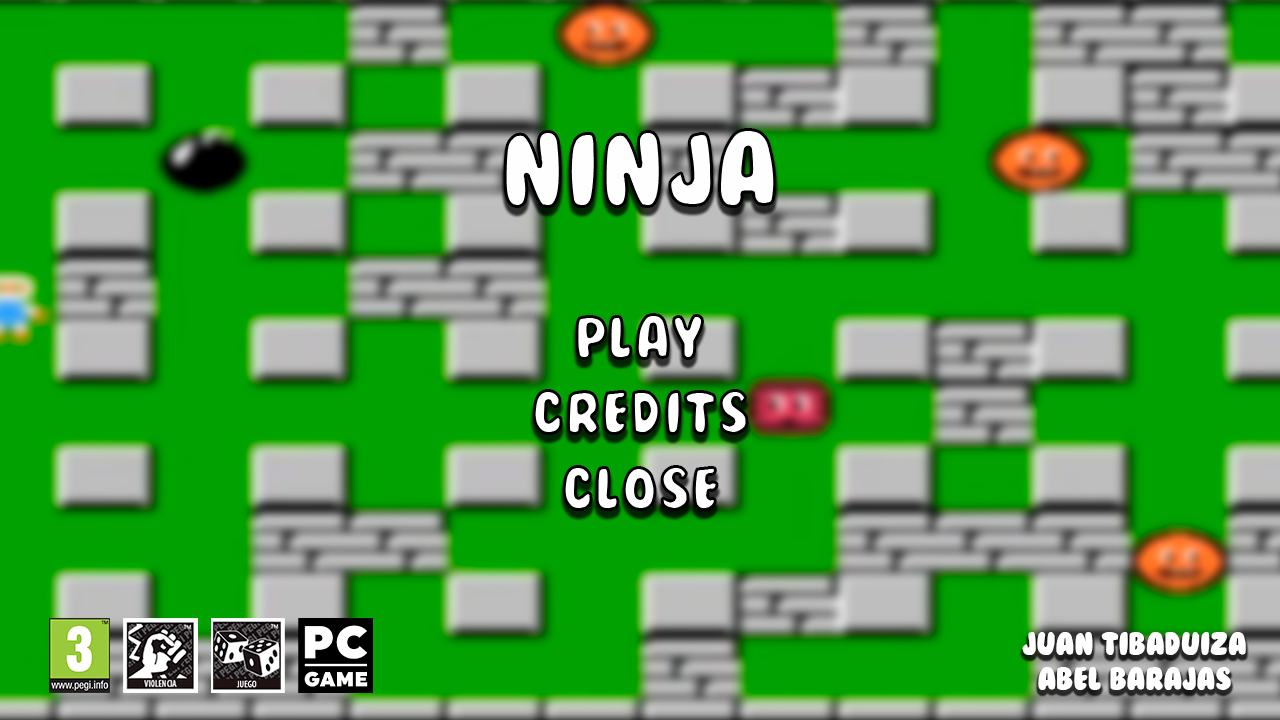 NINJA
PLAY
CREDITS
CLOSE
3
www.pegi.info
VIOLENCIA
JUEGO
PC
GAME
JUAN TIBADUIZA
ABEL BARAJAS